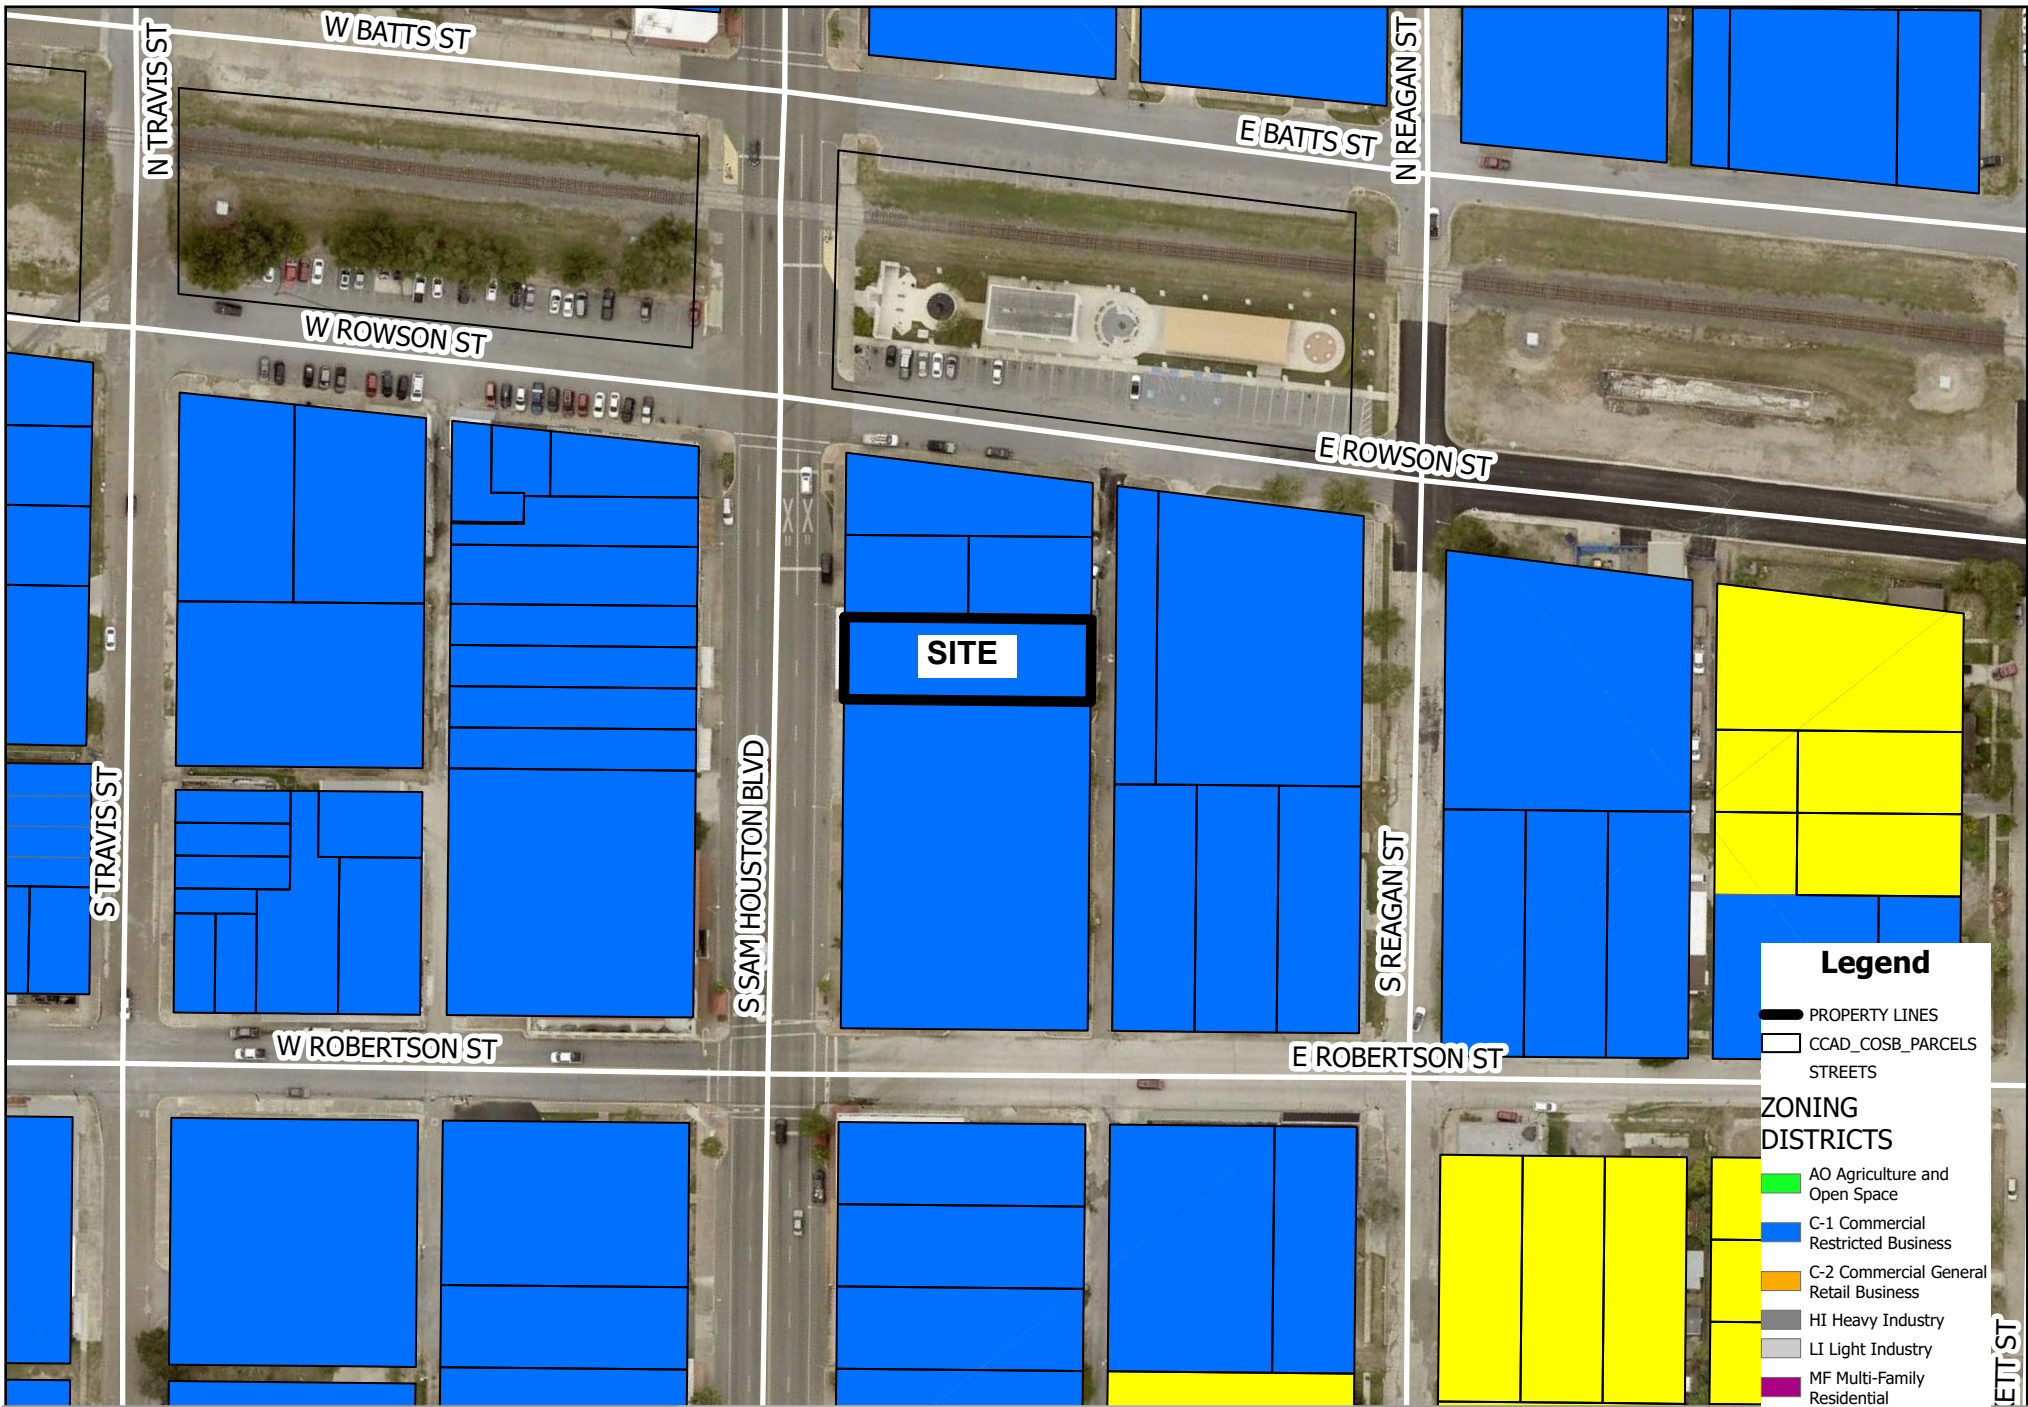 W BATTS ST
N TRAVIS ST
N REAGAN ST
E BATTS ST
W ROWSON ST
E ROWSON ST
SITE
S TRAVIS ST
S SAM HOUSTON BLVD
S REAGAN ST
W ROBERTSON ST
E ROBERTSON ST
Legend
PROPERTY LINES
CCAD_COSB_PARCELS
STREETS
ZONING
DISTRICTS
AO Agriculture and
Open Space
C-1 Commercial
Restricted Business
C-2 Commercial General
Retail Business
HI Heavy Industry
LI Light Industry
MF Multi-Family
Residential
ETT ST